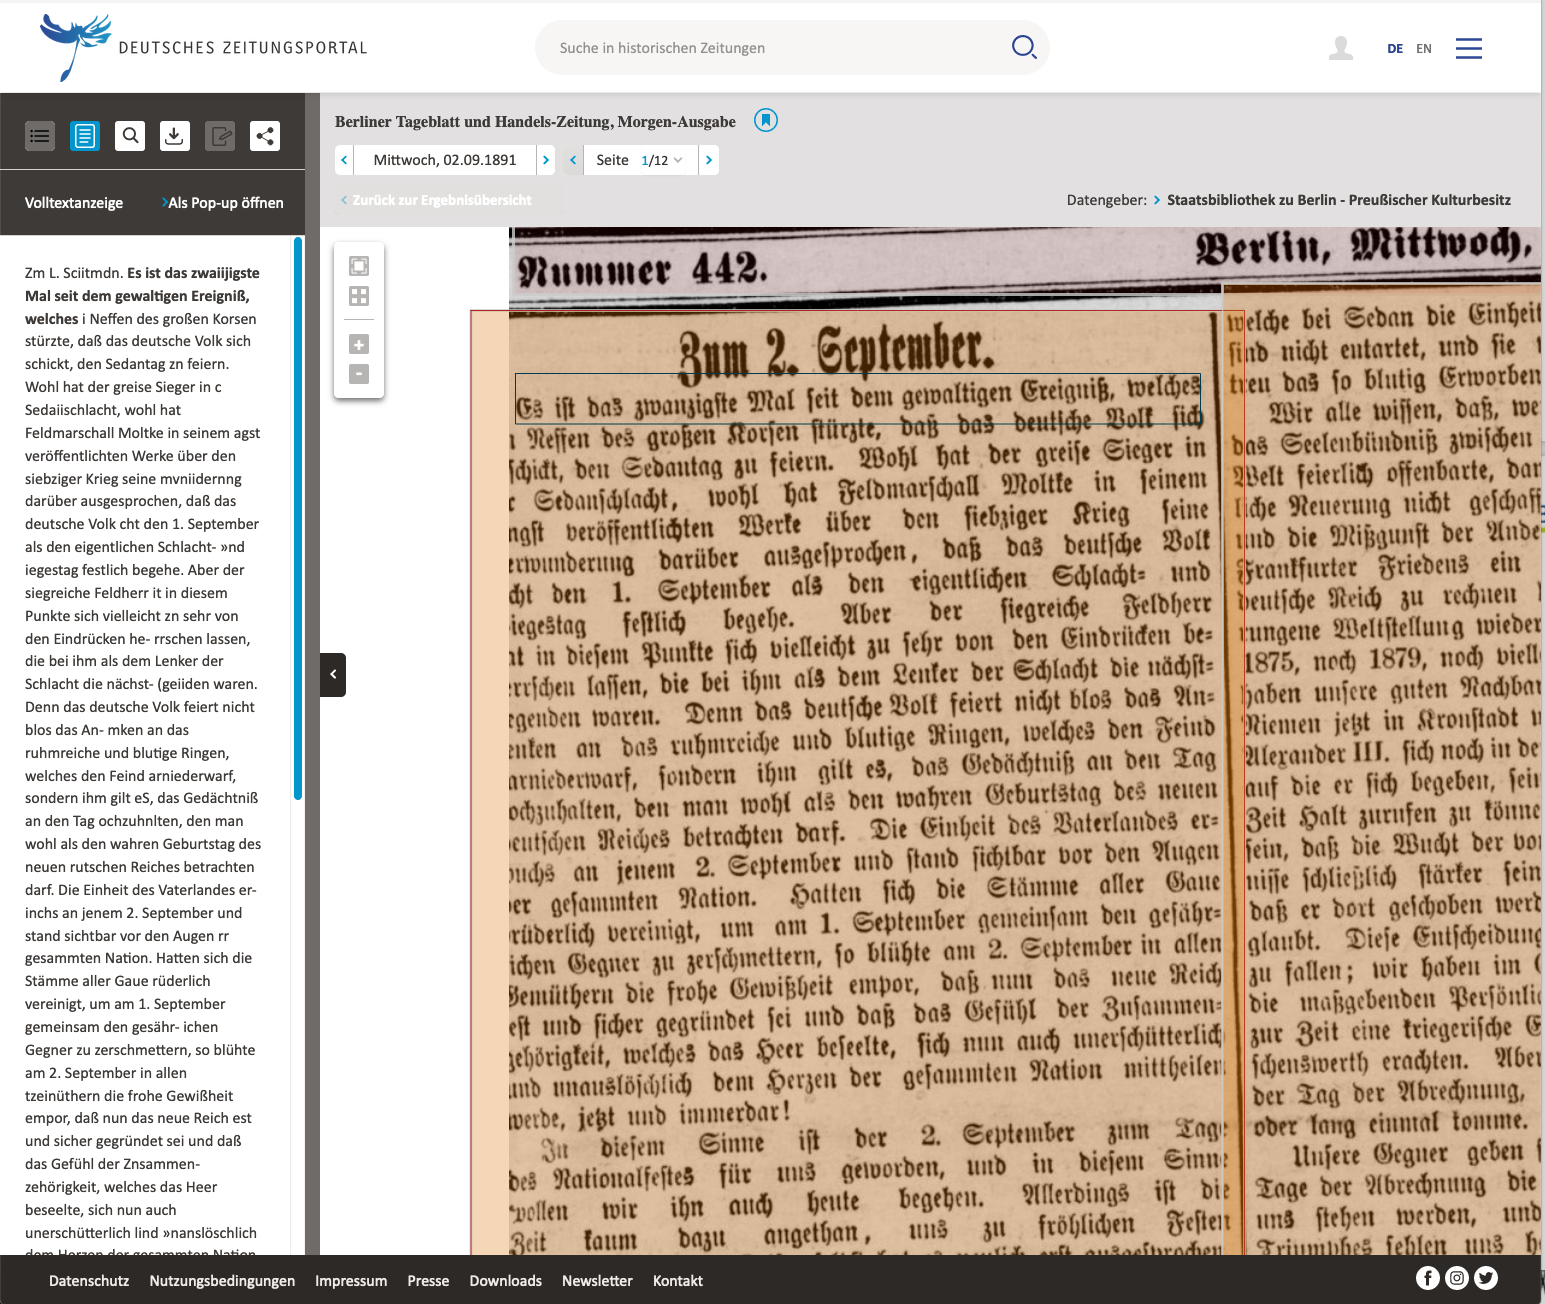 DEUTSCHES ZEITUNGSPORTAL
Suche in historischen Zeitungen
DE EN
Volltextanzeige
Als Pop-up öffnen
Zm L. Sciitmdn. Es ist das zwaiijigste
Mal seit dem gewaltigen Ereigniß,
welches i Neffen des großen Korsen
stürzte, daß das deutsche Volk sich
schickt, den Sedantag zn feiern.
Wohl hat der greise Sieger in c
Sedaiischlacht, wohl hat
Feldmarschall Moltke in seinem agst
veröffentlichten Werke über den
siebziger Krieg seine mvniidernng
darüber ausgesprochen, daß das
deutsche Volk cht den 1. September
als den eigentlichen Schlacht- »nd
iegestag festlich begehe. Aber der
siegreiche Feldherr it in diesem
Punkte sich vielleicht zn sehr von
den Eindrücken he- rrschen lassen,
die bei ihm als dem Lenker der
Schlacht die nächst- (geiiden waren.
Denn das deutsche Volk feiert nicht
blos das An- mken an das
ruhmreiche und blutige Ringen,
welches den Feind arniederwarf,
sondern ihm gilt eS, das Gedächtniß
an den Tag ochzuhnlten, den man
wohl als den wahren Geburtstag des
neuen rutschen Reiches betrachten
darf. Die Einheit des Vaterlandes er-
inchs an jenem 2. September und
stand sichtbar vor den Augen rr
gesammten Nation. Hatten sich die
Stämme aller Gaue rüderlich
vereinigt, um am 1. September
gemeinsam den gesähr- ichen
Gegner zu zerschmettern, so blühte
am 2. September in allen
tzeinüthern die frohe Gewißheit
empor, daß nun das neue Reich est
und sicher gegründet sei und daß
das Gefühl der Znsammen-
zehörigkeit, welches das Heer
beseelte, sich nun auch
unerschütterlich lind »nanslöschlich
dem Herzen der gesammten Nation
Berliner Tageblatt und Handels-Zeitung, Morgen-Ausgabe
Mittwoch, 02.09.1891
Seite 1/12
Zurück zur Ergebnisübersicht
Datengeber: Staatsbibliothek zu Berlin - Preußischer Kulturbesitz
Nummer 442.
Berlin, Mittwoch,
Zum 2. September.
Es ist das zwanzigste Mal seit dem gewaltigen Ereigniß, welches
Neffen des großen Korsen stürzte, daß das deutsche Volk sich
schickt, den Sedantag zu feiern. Wohl hat der greise Sieger in
r Sedanschlacht, wohl hat Feldmarschall Moltke in seinem
ngst veröffentlichten Werke über den siebziger Krieg seine
erwunderung darüber ausgesprochen, daß das deutsche Volk
cht den 1. September als den eigentlichen Schlacht- und
iegestag festlich begehe. Aber der siegreiche Feldherr
at in diesem Punkte sich vielleicht zu sehr von den Eindrücken be-
rrschen lassen, die bei ihm als dem Lenker der Schlacht die nächst-
egenden waren. Denn das deutsche Volk feiert nicht blos das An-
enken an das ruhmreiche und blutige Ringen, welches den Feind
arniederwarf, sondern ihm gilt es, das Gedächtniß an den Tag
ochzuhalten, den man wohl als den wahren Geburtstag des neuen
eutschen Reiches betrachten darf. Die Einheit des Vaterlandes er-
wuchs an jenem 2. September und stand sichtbar vor den Augen
der gesammten Nation. Hatten sich die Stämme aller Gaue
rüderlich vereinigt, um am 1. September gemeinsam den gefähr-
ichen Gegner zu zerschmettern, so blühte am 2. September in allen
Gemüthern die frohe Gewißheit empor, daß nun das neue Reich
est und sicher gegründet sei und daß das Gefühl der Zusammen-
gehörigkeit, welches das Heer beseelte, sich nun auch unerschütterlich
und unauslöschlich dem Herzen der gesammten Nation mittheilen
werde, jetzt und immerdar!
In diesem Sinne ist der 2. September zum Tage
des Nationalfestes für uns geworden, und in diesem Sinne
wollen wir ihn auch heute begehen. Allerdings ist die
Zeit kaum dazu angethan, uns zu fröhlichen Festen
welche bei Sedan die Einheit
sind nicht entartet, und sie
treu das so blutig Erworben
Wir alle wissen, daß, we
das Seelenbündniß zwischen
Welt feierlich offenbarte, dar
liche Neuerung nicht geschaff
und die Mißgunst der Ande
Frankfurter Friedens ein
deutsche Reich zu rechnen
rungene Weltstellung wieder
1875, noch 1879, noch viell
haben unsere guten Nachbar
Niemen jetzt in Kronstadt
Alexander III. sich noch in de
auf die er sich begeben, sein
Zeit Halt zurufen zu könne
sein, daß die Wucht der vo
nisse schließlich stärker sein
daß er dort geschoben werd
glaubt. Diese Entscheidung
zu fallen; wir haben im
die maßgebenden Persönli
zur Zeit eine kriegerische
schenswerth erachten. Aber
der Tag der Abrechnung,
oder lang einmal komme.
Unsere Gegner geben
Tage der Abrechnung die
uns stehen werden, und
Triumphes fehlen uns
Datenschutz Nutzungsbedingungen Impressum Presse Downloads Newsletter Kontakt